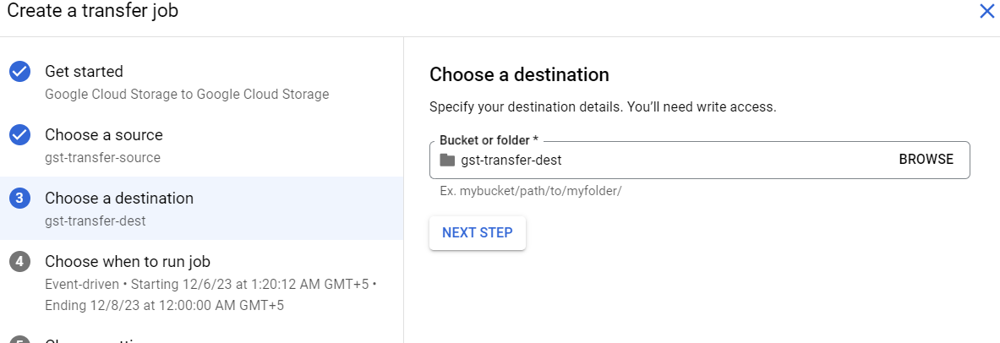 Create a transfer job
Get started
Google Cloud Storage to Google Cloud Storage
Choose a source
gst-transfer-source
3
Choose a destination
gst-transfer-dest
4
Choose when to run job
Event-driven • Starting 12/6/23 at 1:20:12 AM GMT+5 •
Ending 12/8/23 at 12:00:00 AM GMT+5
Choose a destination
Specify your destination details. You’ll need write access.
Bucket or folder *
gst-transfer-dest
BROWSE
Ex. mybucket/path/to/myfolder/
NEXT STEP